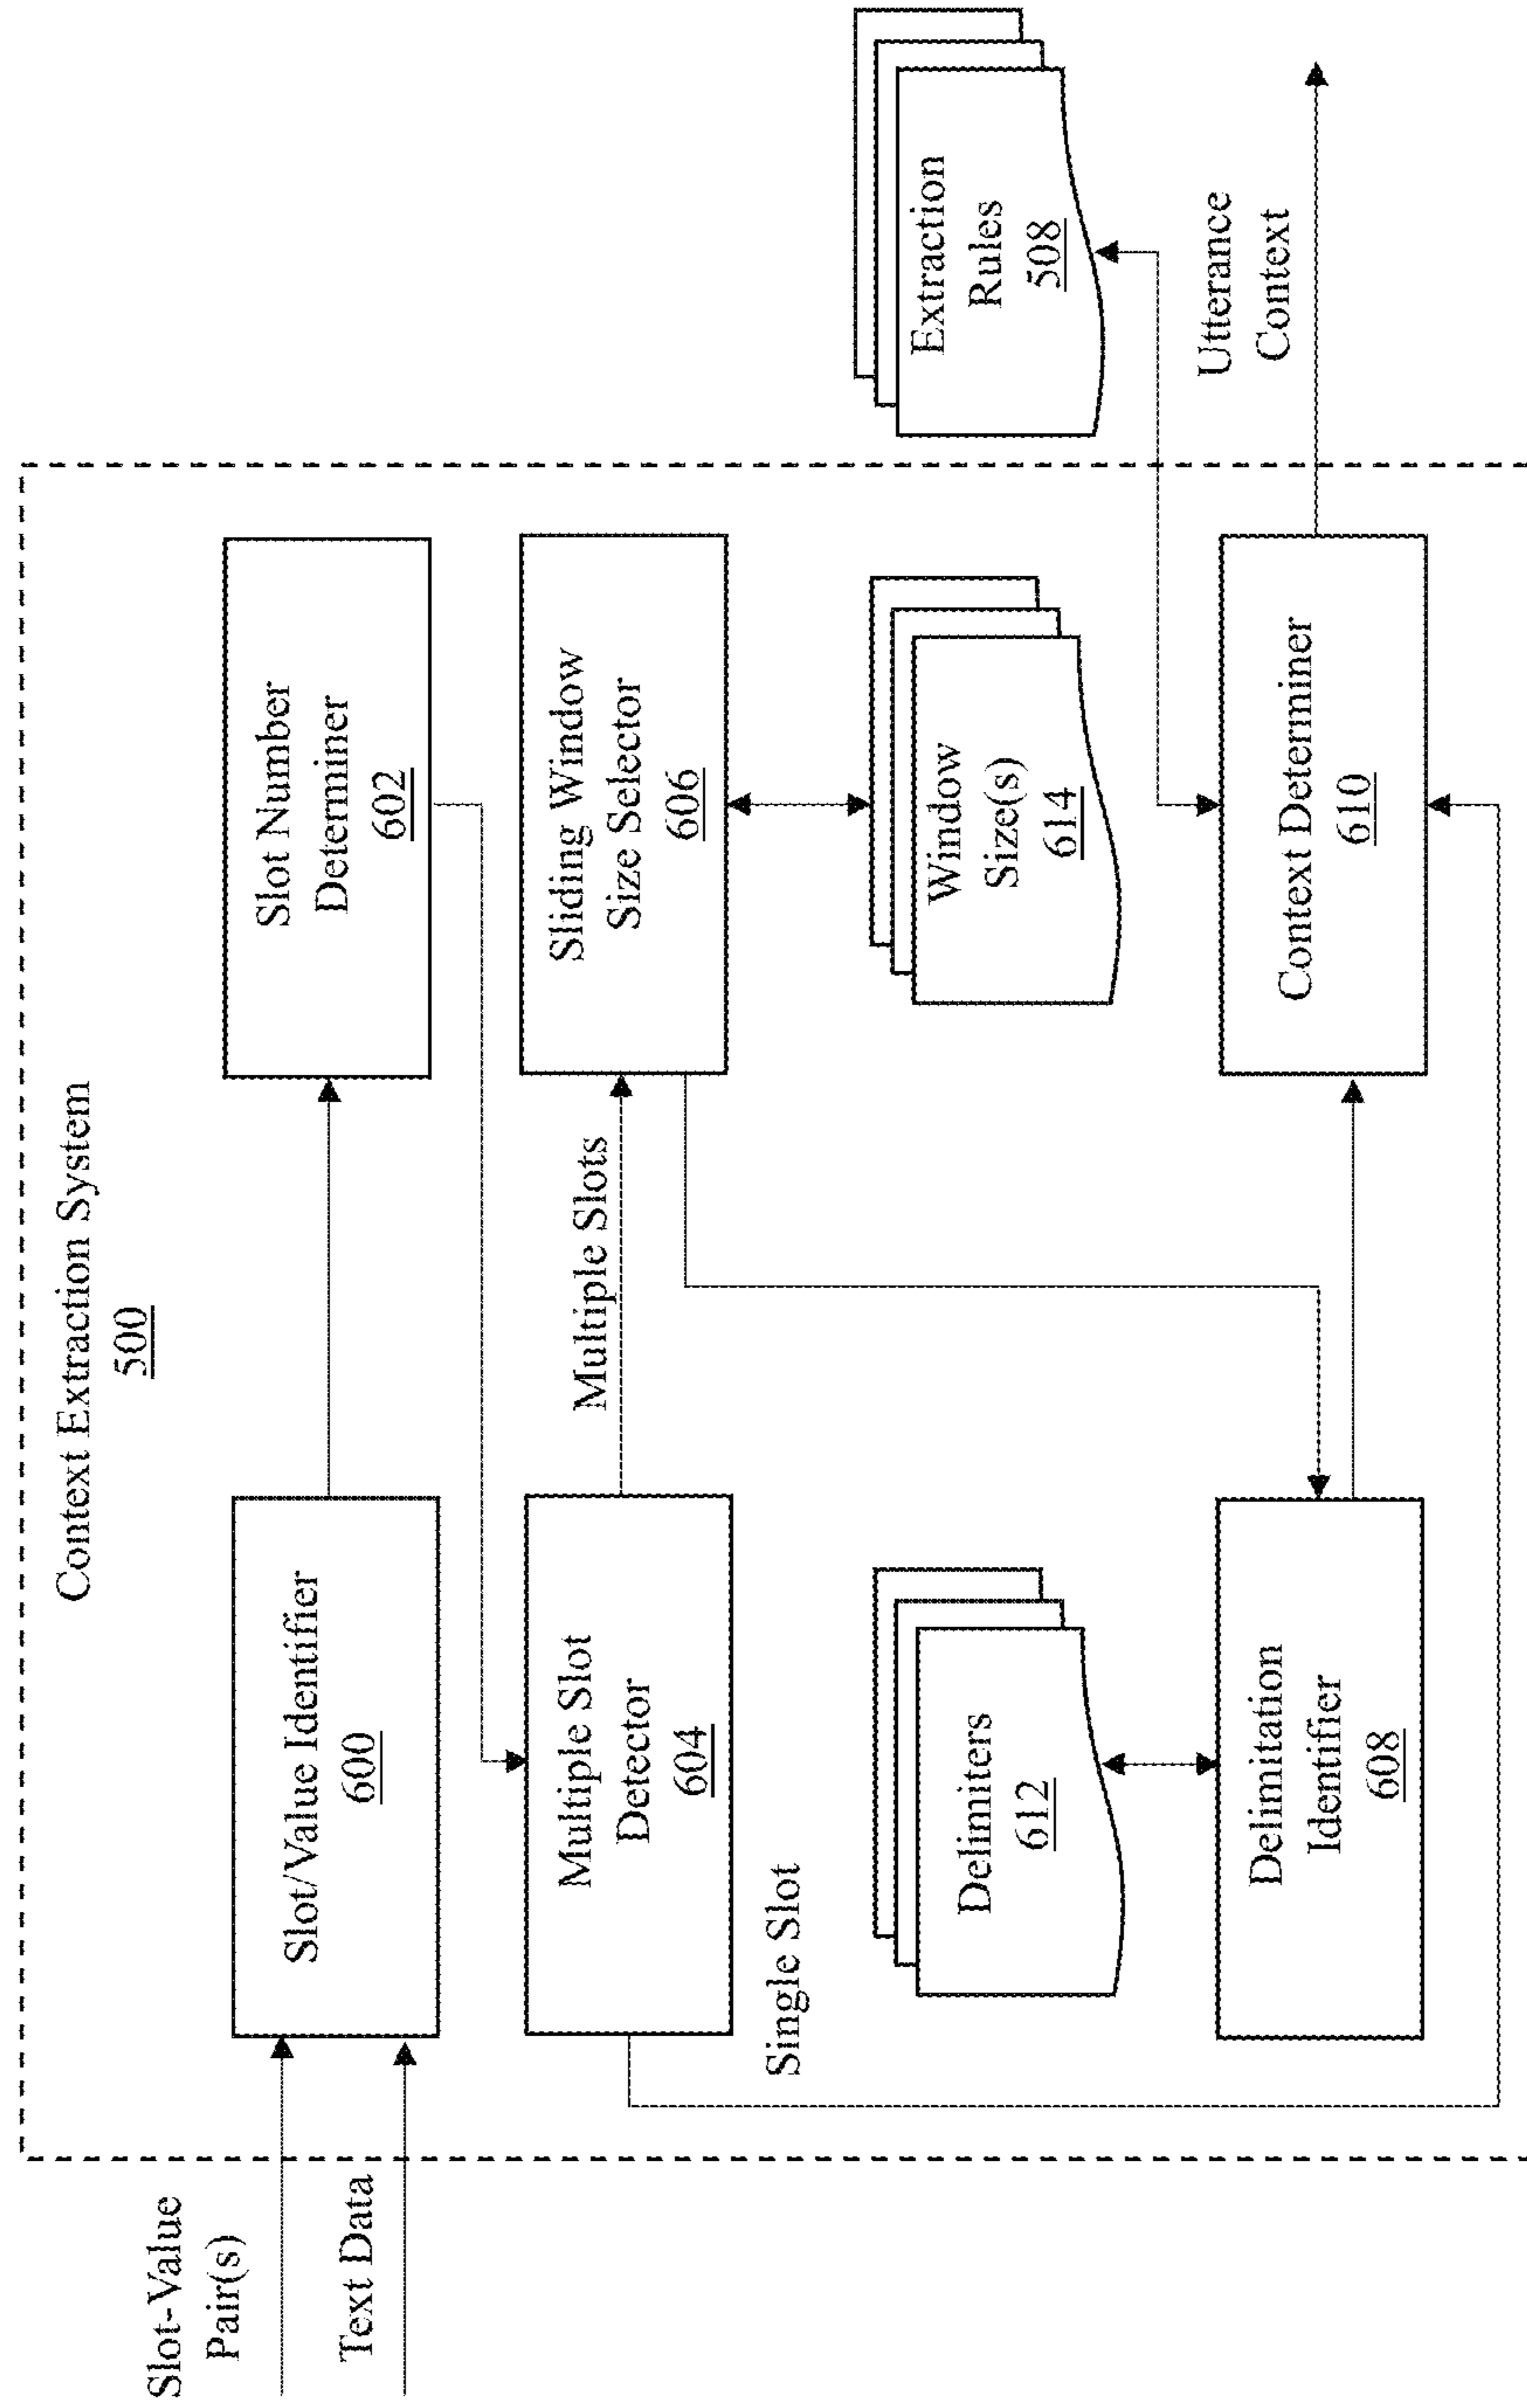 Context Extraction System
500
Slot-Value
Pair(s)
Text Data
Slot/Value Identifier
600
Slot Number
Determiner
602
Multiple Slot
Detector
604
Multiple Slots
Sliding Window
Size Selector
606
Single Slot
Delimiters
612
Window
Size(s)
614
Extraction
Rules
508
Delimitation
Identifier
608
Context Determiner
610
Utterance
Context